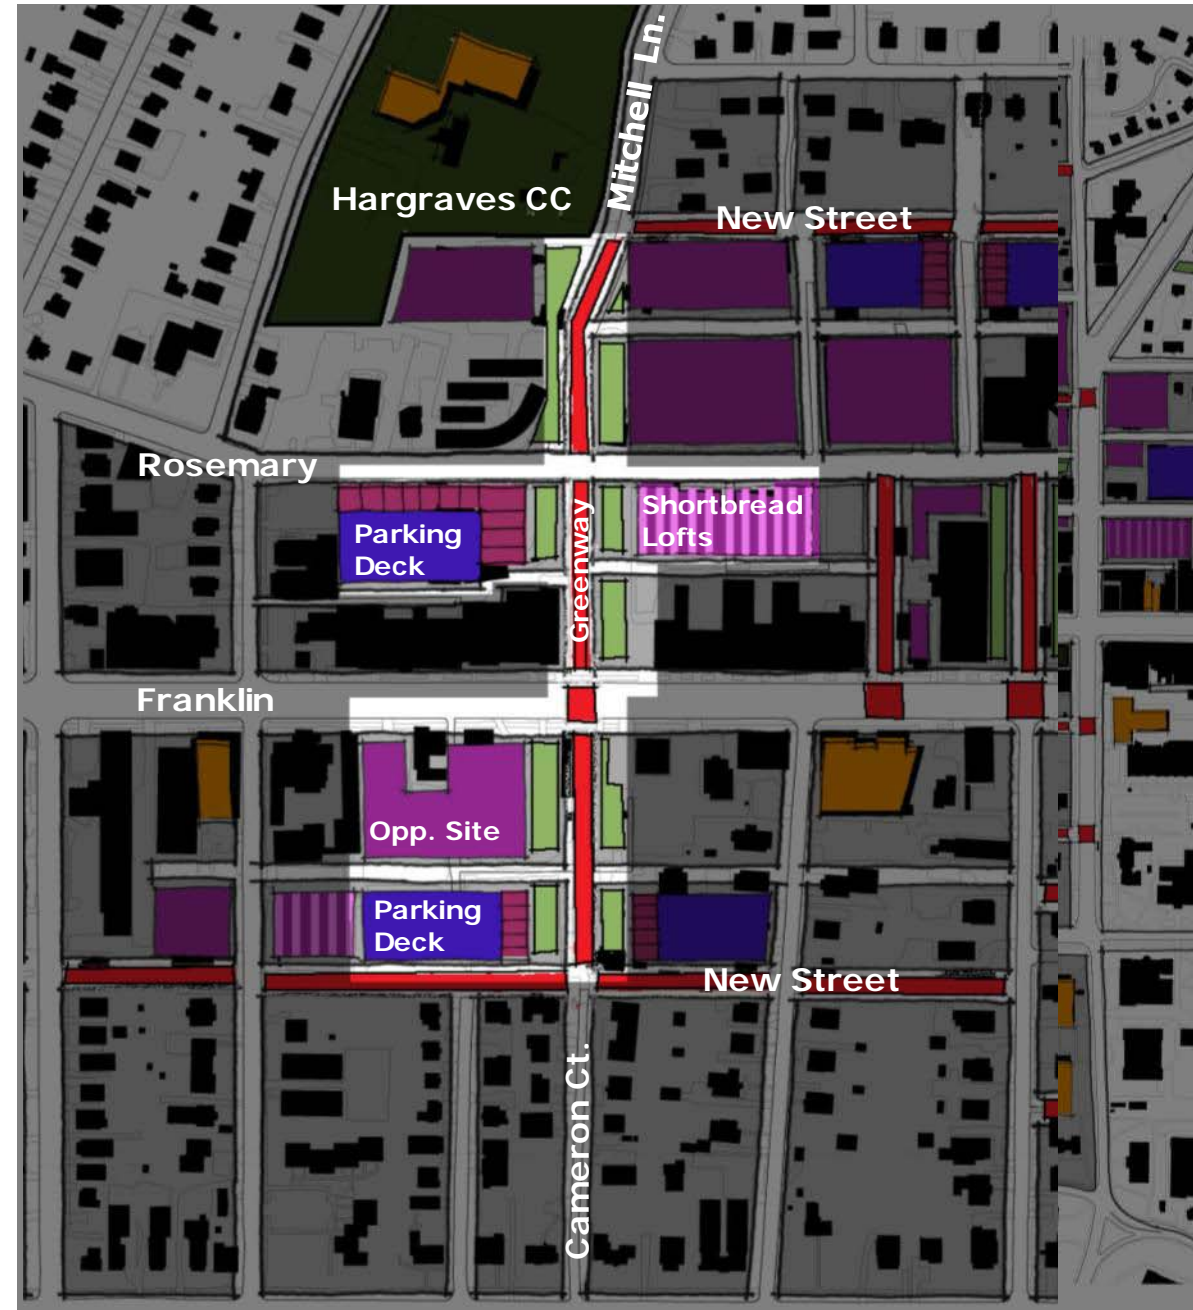 Mitchell Ln.
Hargraves CC
New Street
Rosemary
Shortbread
Lofts
Parking
Deck
Greenway
Franklin
Opp. Site
Parking
Deck
New Street
Cameron Ct.